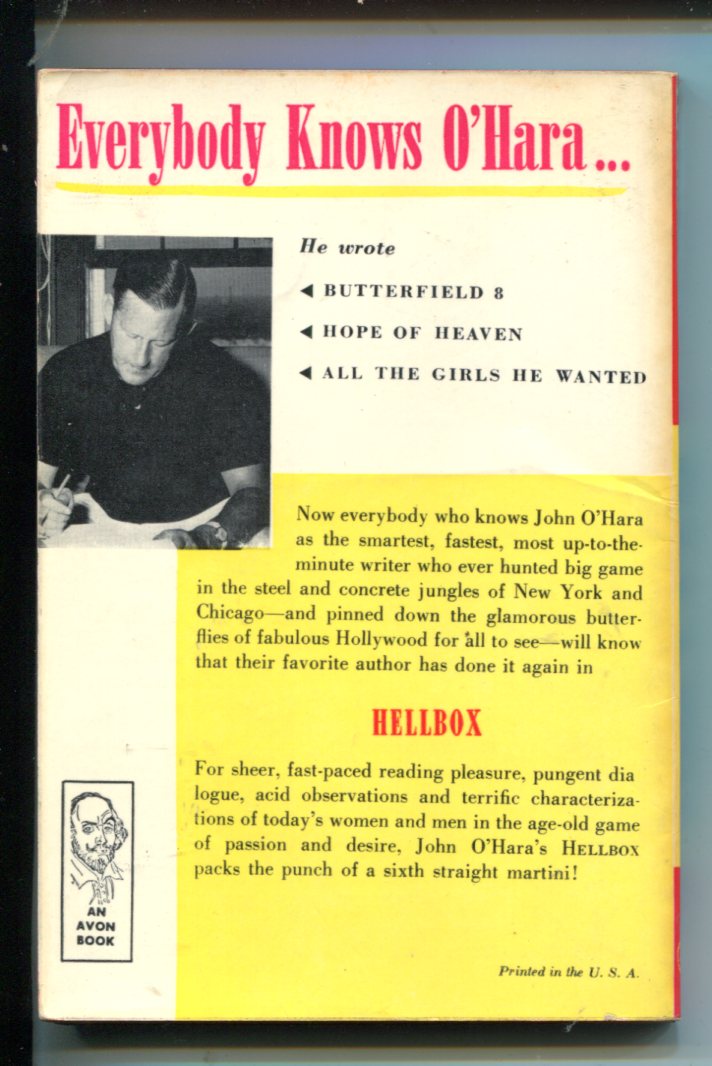 Everybody Knows O'Hara...
He wrote
◀ BUTTERFIELD 8
◀ HOPE OF HEAVEN
◀ ALL THE GIRLS HE WANTED
Now everybody who knows John O'Hara
as the smartest, fastest, most up-to-the-
minute writer who ever hunted big game
in the steel and concrete jungles of New York and
Chicago—and pinned down the glamorous butter-
flies of fabulous Hollywood for all to see—will know
that their favorite author has done it again in
HELLBOX
For sheer, fast-paced reading pleasure, pungent dia
logue, acid observations and terrific characteriza-
tions of today's women and men in the age-old game
of passion and desire, John O'Hara's HELLBOX
packs the punch of a sixth straight martini!
AN
AVON
BOOK
Printed in the U. S. A.